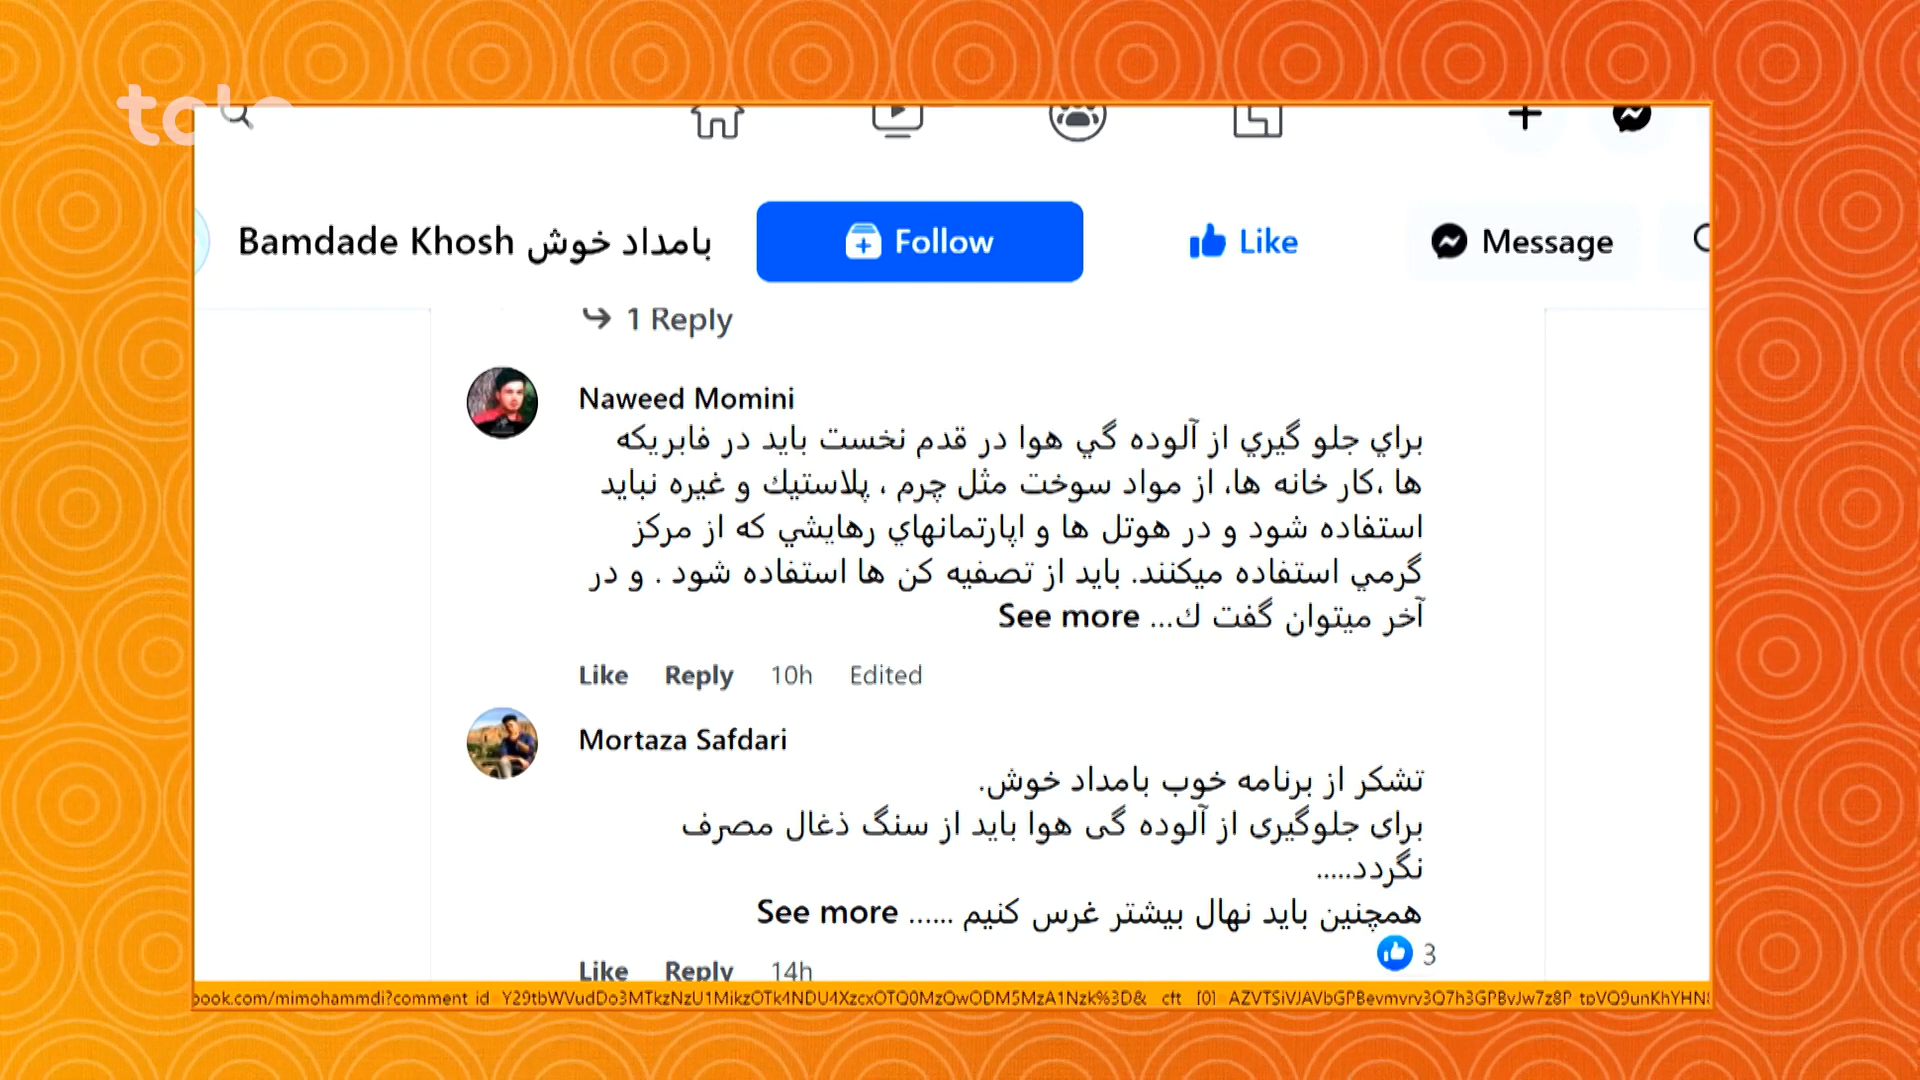 Bamdade Khosh بامداد خوش
Follow
Like
Message
1 Reply
Naweed Momini
براي جلو گيري از آلوده گي هوا در قدم نخست بايد در فابريكه
ها ،كار خانه ها، از مواد سوخت مثل چرم ، پلاستيك و غيره نبايد
استفاده شود و در هوتل ها و اپارتمانهاي رهايشي كه از مركز
گرمي استفاده ميكنند. بايد از تصفيه كن ها استفاده شود . و در
آخر ميتوان گفت ك... See more
Like Reply 10h Edited
Mortaza Safdari
تشکر از برنامه خوب بامداد خوش.
برای جلوگیری از آلوده گی هوا باید از سنگ ذغال مصرف
نگردد.....
همچنین باید نهال بیشتر غرس کنیم ...... See more
3
Like Reply 14h